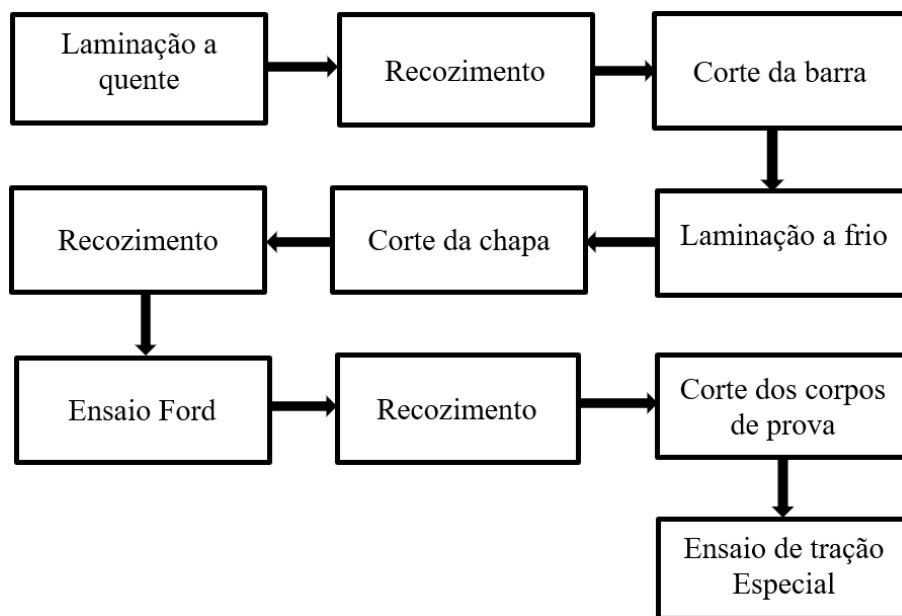 Laminação a
quente
Recozimento
Corte da barra
Laminação a frio
Corte da chapa
Recozimento
Ensaio Ford
Recozimento
Corte dos corpos
de prova
Ensaio de tração
Especial